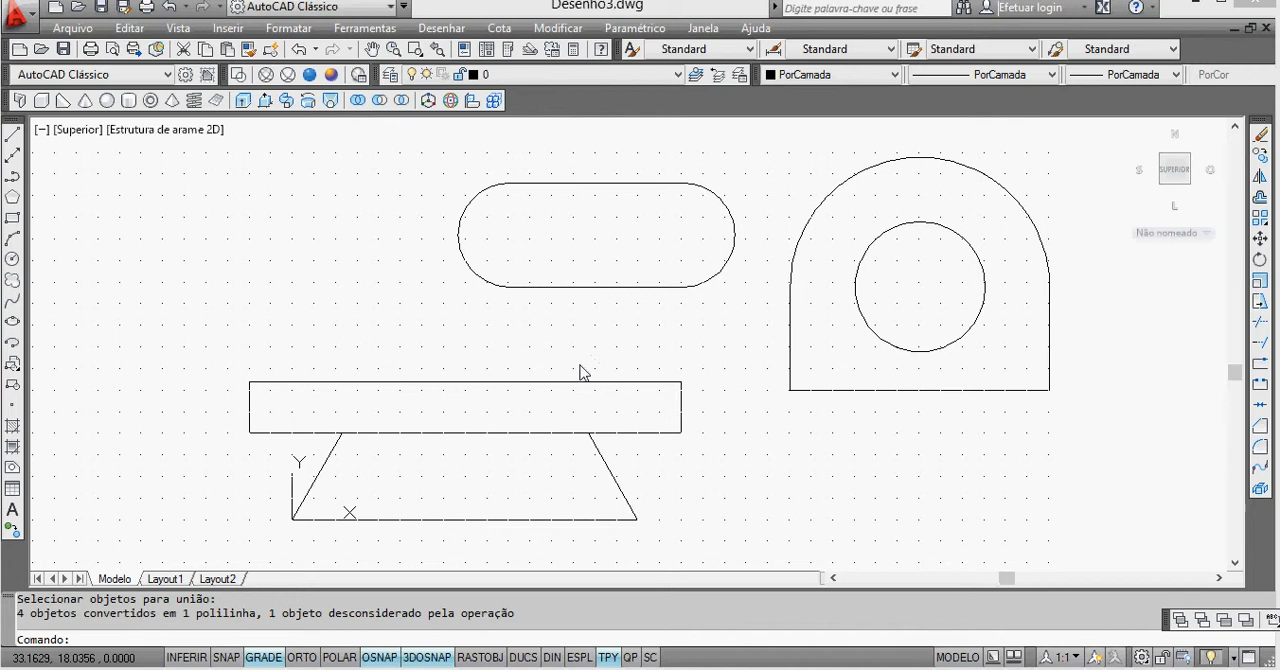 AutoCAD Clássico
Desenho3.dwg
Digite palavra-chave ou frase
Efetuar login
Arquivo Editar Vista Inserir Formatar Ferramentas Desenhar Cota Modificar Paramétrico Janela Ajuda
Standard Standard Standard Standard
AutoCAD Clássico 0 PorCamada PorCamada PorCamada PorCor
[−] [Superior] [Estrutura de arame 2D]
N
S SUPERIOR O
L
Não nomeado
Y
X
A
Modelo Layout1 Layout2
Selecionar objetos para união:
4 objetos convertidos em 1 polilinha, 1 objeto desconsiderado pela operação
Comando:
33.1629, 18.0356, 0.0000 INFERIR SNAP GRADE ORTO POLAR OSNAP 3DOSNAP RASTOBJ DUCS DIN ESPL TPY QP SC MODELO 1:1